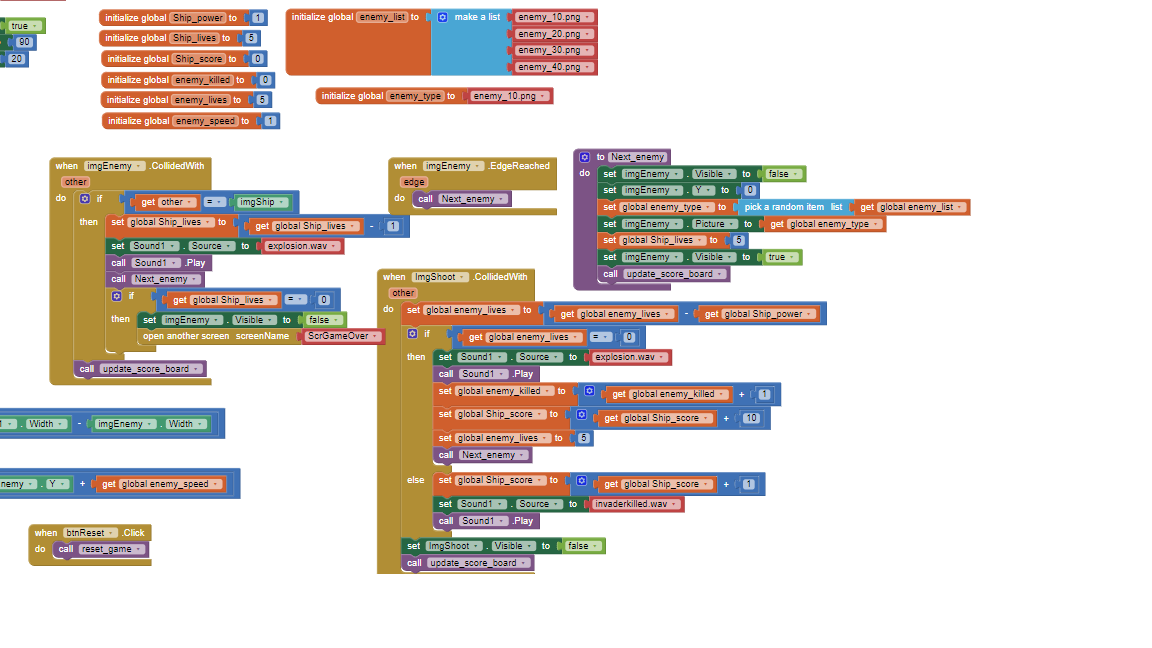 true
90
20
initialize global Ship_power to 1
initialize global Ship_lives to 5
initialize global Ship_score to 0
initialize global enemy_killed to 0
initialize global enemy_lives to 5
initialize global enemy_speed to 1
initialize global enemy_list to make a list enemy_10.png
enemy_20.png
enemy_30.png
enemy_40.png
initialize global enemy_type to enemy_10.png
when imgEnemy .CollidedWith
other
do if get other = imgShip
then set global Ship_lives to get global Ship_lives - 1
set Sound1 . Source to explosion.wav
call Sound1 .Play
call Next_enemy
if get global Ship_lives = 0
then set imgEnemy . Visible to false
open another screen screenName ScrGameOver
call update_score_board
when imgEnemy .EdgeReached
edge
do call Next_enemy
to Next_enemy
do set imgEnemy . Visible to false
set imgEnemy . Y to 0
set global enemy_type to pick a random item list get global enemy_list
set imgEnemy . Picture to get global enemy_type
set global Ship_lives to 5
set imgEnemy . Visible to true
call update_score_board
when ImgShoot .CollidedWith
other
do set global enemy_lives to get global enemy_lives - get global Ship_power
if get global enemy_lives = 0
then set Sound1 . Source to explosion.wav
call Sound1 .Play
set global enemy_killed to get global enemy_killed + 1
set global Ship_score to get global Ship_score + 10
set global enemy_lives to 5
call Next_enemy
else set global Ship_score to get global Ship_score + 1
set Sound1 . Source to invaderkilled.wav
call Sound1 .Play
set ImgShoot . Visible to false
call update_score_board
. Width - imgEnemy . Width
nemy . Y + get global enemy_speed
when btnReset .Click
do call reset_game